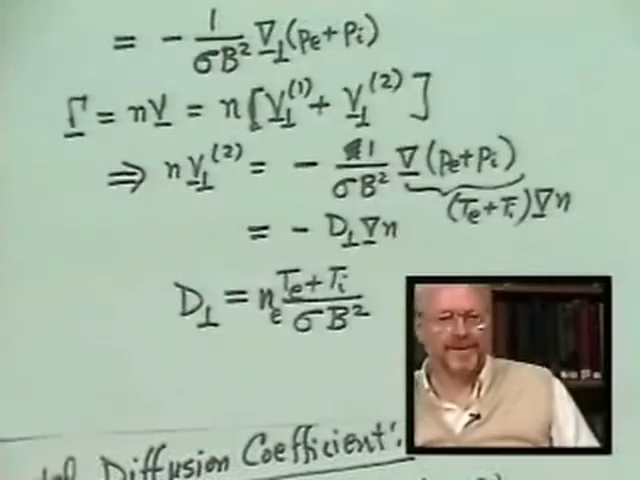 = - 1/σB² ∇⊥(pe+pi)
Γ = nV = n[V⊥⁽¹⁾ + V⊥⁽²⁾]
⇒ nV⊥⁽²⁾ = - 1/σB² ∇(pe+pi)
(Te+Ti)∇n
= - D⊥∇n
D⊥ = ne Te+Ti/σB²
Diffusion Coefficient: